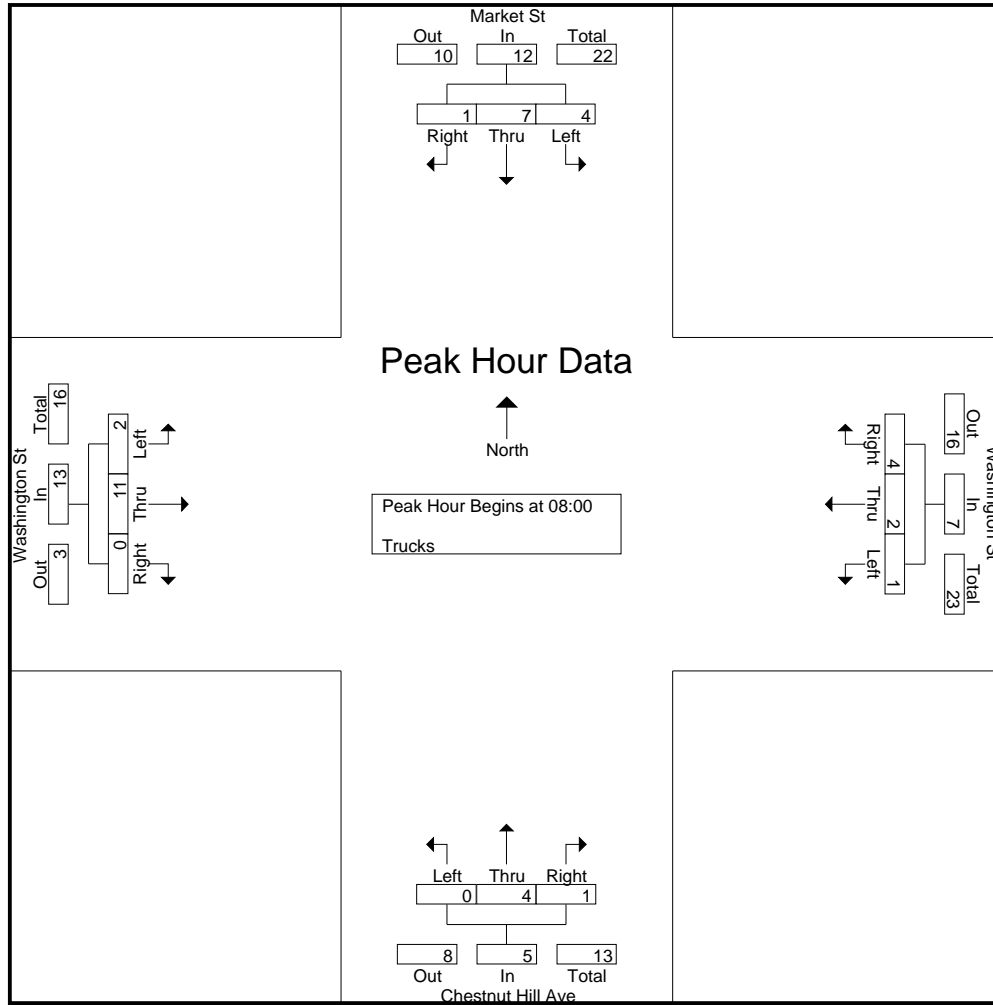 Market St
Out In Total
10 12 22
1 7 4
Right Thru Left
Peak Hour Data
North
Peak Hour Begins at 08:00
Trucks
Washington St
Total In Out
16 13 3
2 11 0
Left Thru Right
Right Thru Left
4 2 1
16 7 23
Out In Total
Washington St
Left Thru Right
0 4 1
8 5 13
Out In Total
Chestnut Hill Ave